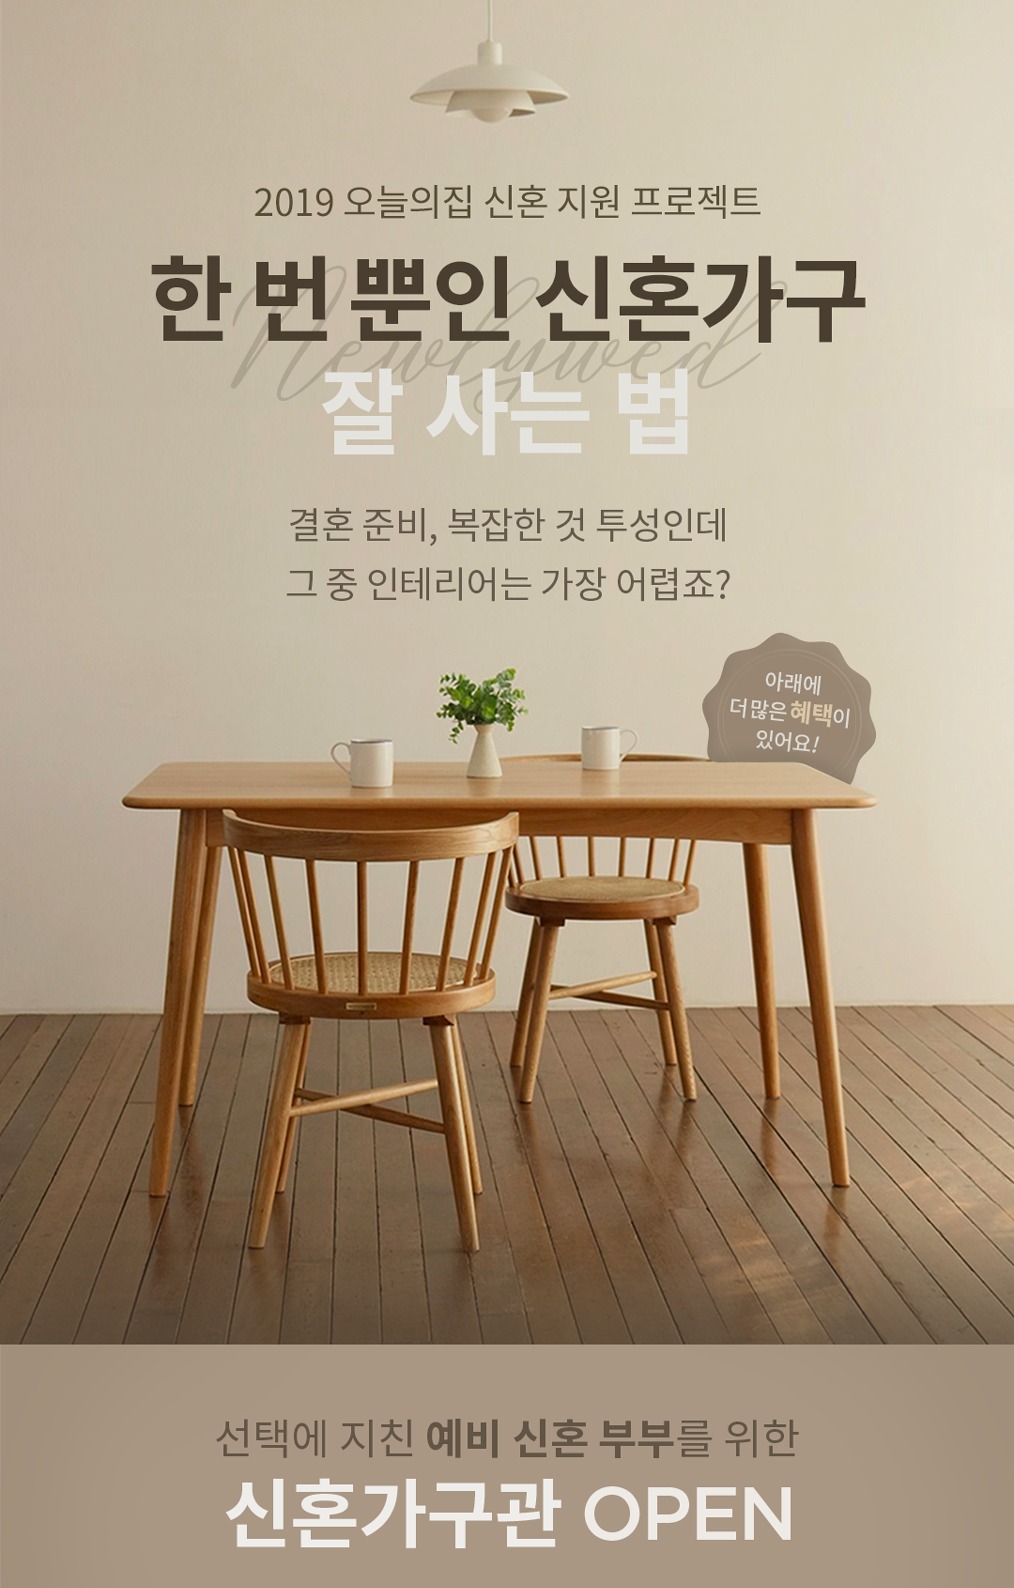 2019 오늘의집 신혼 지원 프로젝트
한 번 뿐인 신혼가구
Newlywed
잘 사는 법
결혼 준비, 복잡한 것 투성인데
그 중 인테리어는 가장 어렵죠?
아래에
더 많은 혜택이
있어요!
선택에 지친 예비 신혼 부부를 위한
신혼가구관 OPEN